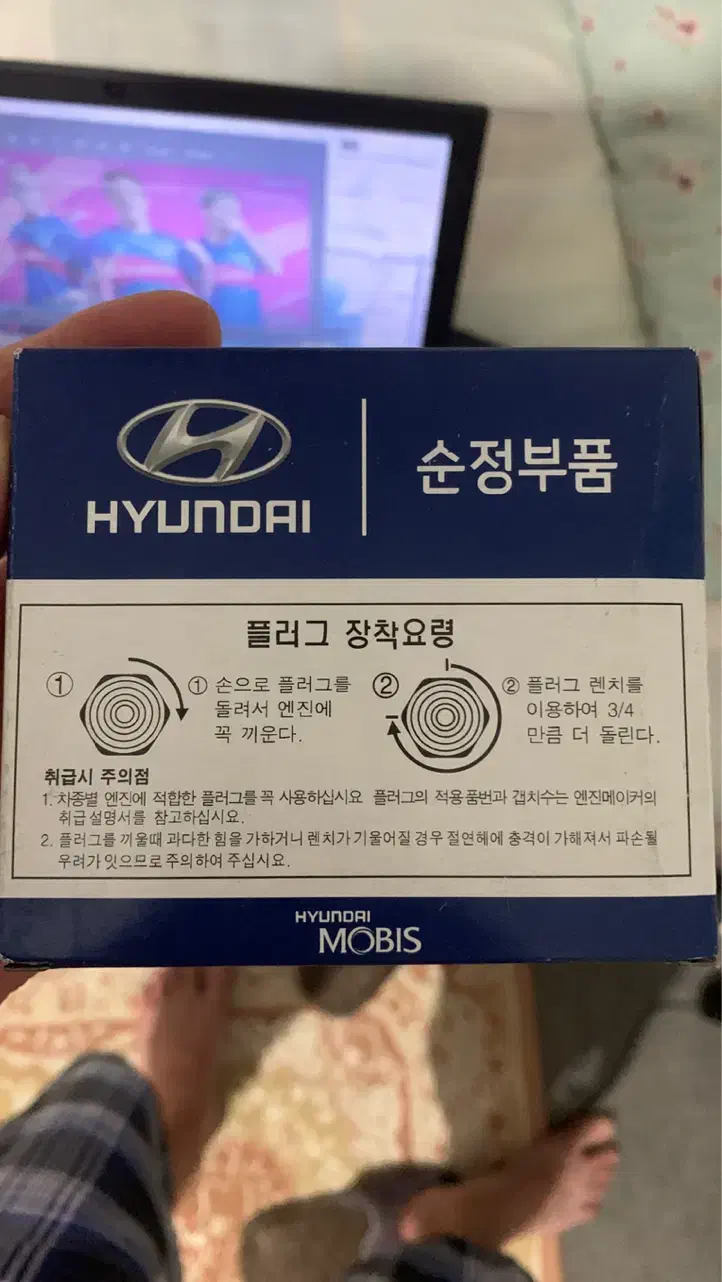 HYUNDAI
순정부품
플러그 장착요령
①
① 손으로 플러그를
돌려서 엔진에
꼭 끼운다.
②
② 플러그 렌치를
이용하여 3/4
만큼 더 돌린다.
취급시 주의점
1. 차종별 엔진에 적합한 플러그를 꼭 사용하십시요 플러그의 적용 품번과 갭치수는 엔진메이커의
취급 설명서를 참고하십시요.
2. 플러그를 끼울때 과다한 힘을 가하거니 렌치가 기울어질 경우 절연헤에 충격이 가해져서 파손될
우려가 잇으므로 주의하여 주십시요.
HYUNDAI
MOBIS